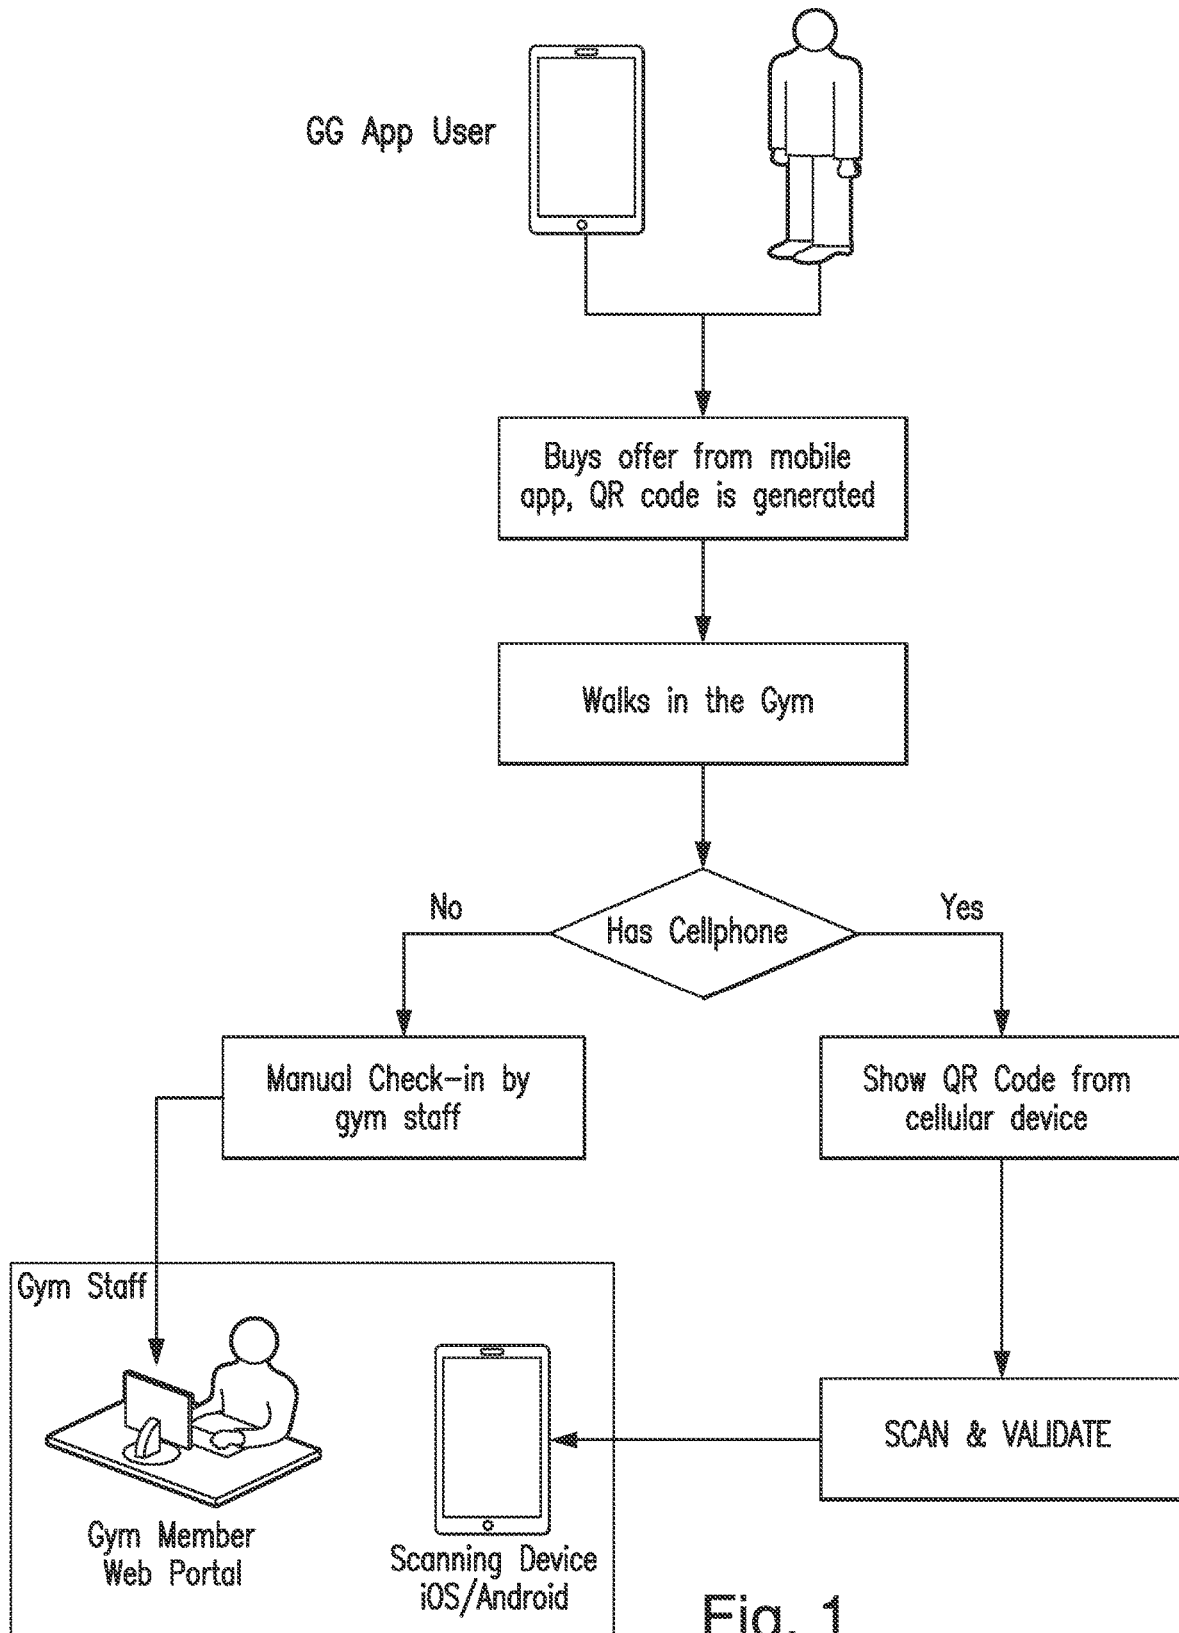 GG App User
Buys offer from mobile
app, QR code is generated
Walks in the Gym
No
Yes
Has Cellphone
Manual Check-in by
gym staff
Show QR Code from
cellular device
Gym Staff
SCAN & VALIDATE
Gym Member
Web Portal
Scanning Device
iOS/Android
Fig. 1